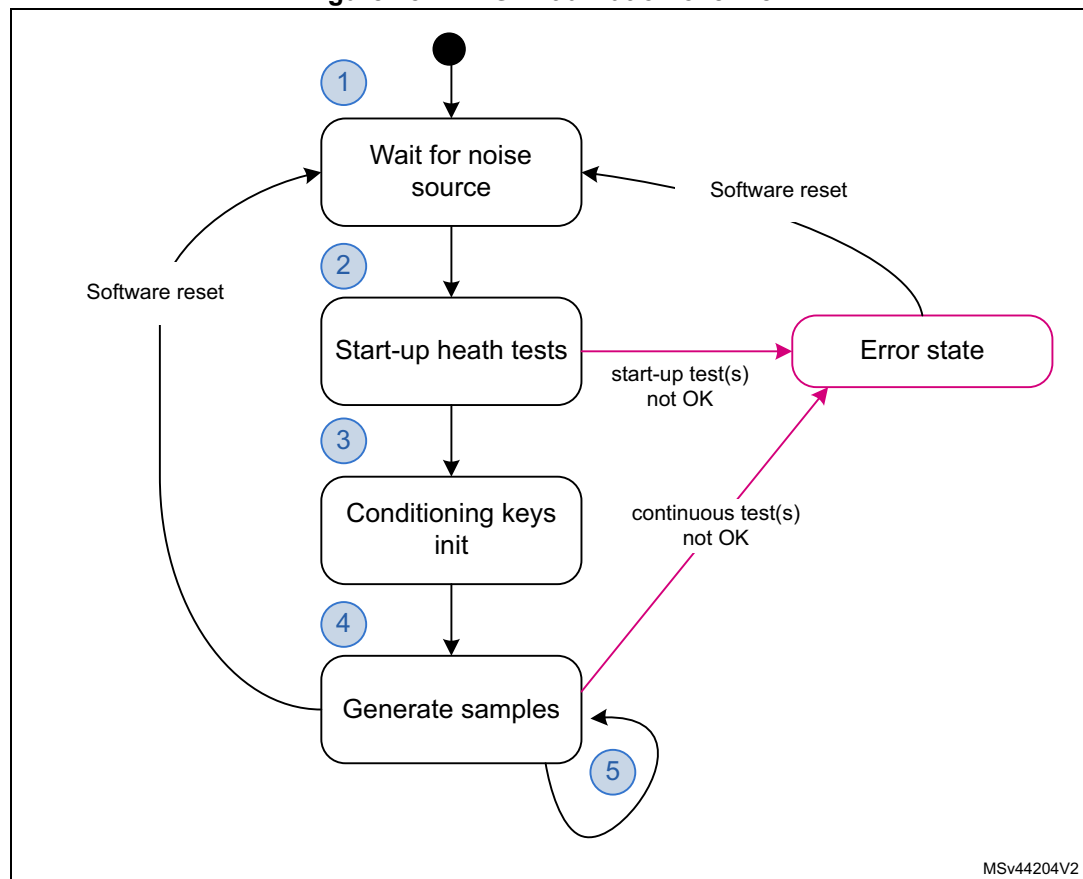 1
Wait for noise
source
Software reset
2
Software reset
Start-up heath tests
Error state
start-up test(s)
not OK
3
Conditioning keys
init
continuous test(s)
not OK
4
Generate samples
5
MSv44204V2